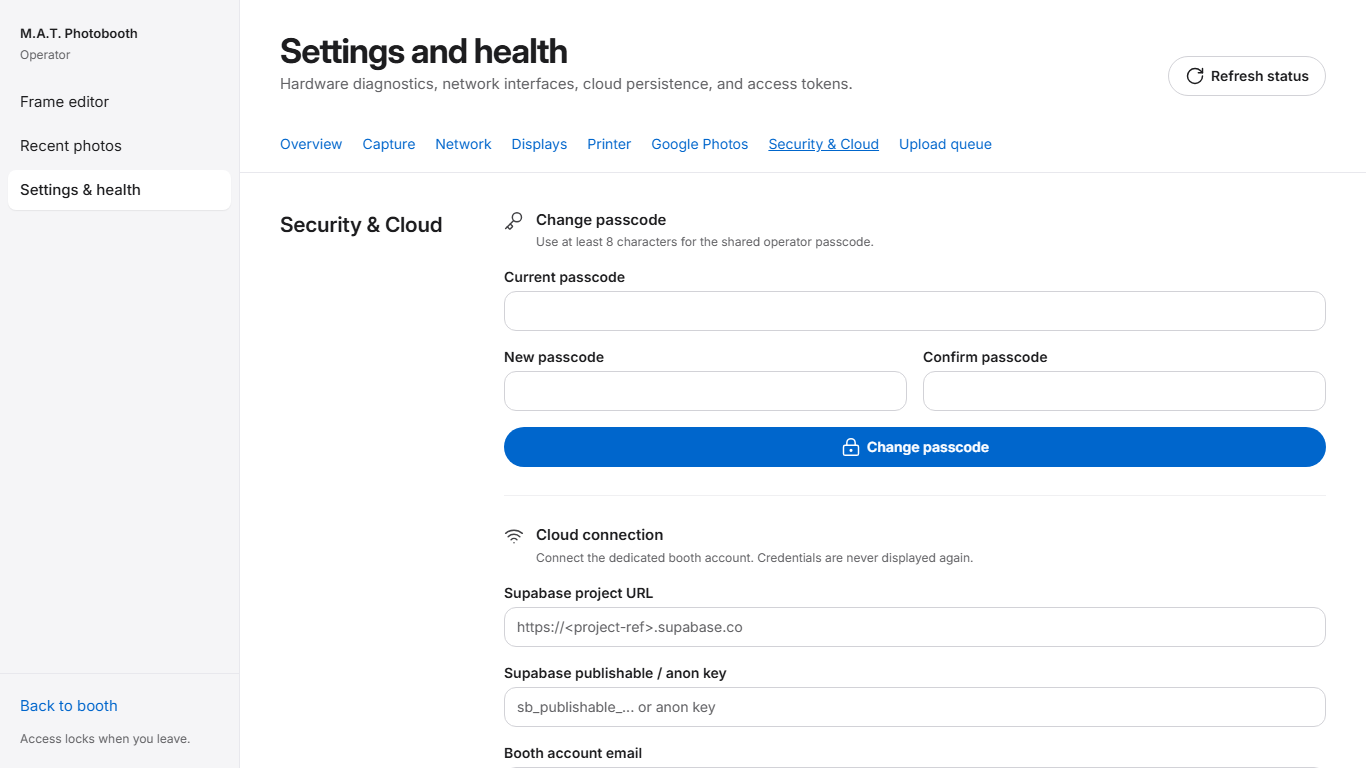 M.A.T. Photobooth
Operator
Frame editor
Recent photos
Settings & health
Back to booth
Access locks when you leave.
Settings and health
Hardware diagnostics, network interfaces, cloud persistence, and access tokens.
Refresh status
Overview Capture Network Displays Printer Google Photos Security & Cloud Upload queue
Security & Cloud
Change passcode
Use at least 8 characters for the shared operator passcode.
Current passcode
New passcode Confirm passcode
Change passcode
Cloud connection
Connect the dedicated booth account. Credentials are never displayed again.
Supabase project URL
https://<project-ref>.supabase.co
Supabase publishable / anon key
sb_publishable_... or anon key
Booth account email